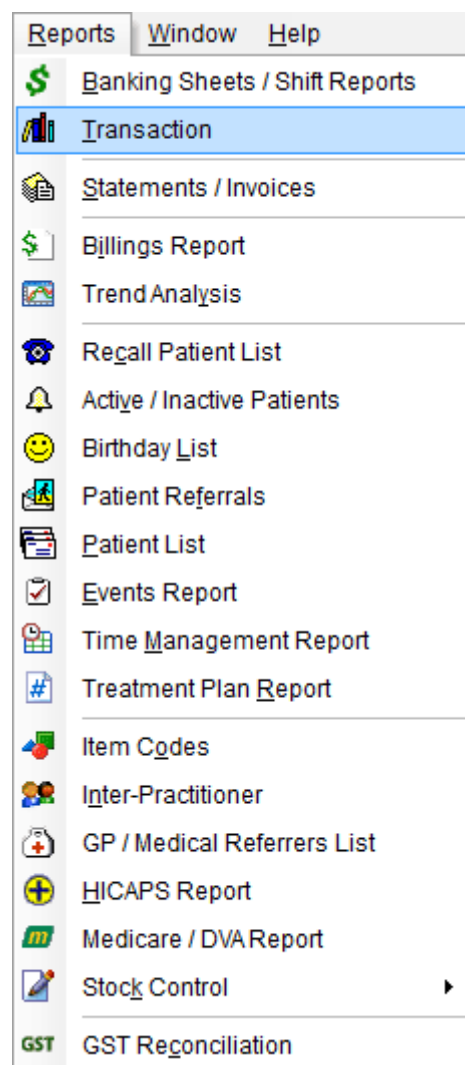 Reports Window Help
Banking Sheets / Shift Reports
Transaction
Statements / Invoices
$ Billings Report
Trend Analysis
Recall Patient List
Active / Inactive Patients
Birthday List
Patient Referrals
Patient List
Events Report
Time Management Report
# Treatment Plan Report
Item Codes
Inter-Practitioner
GP / Medical Referrers List
HICAPS Report
m Medicare / DVA Report
Stock Control
GST GST Reconciliation